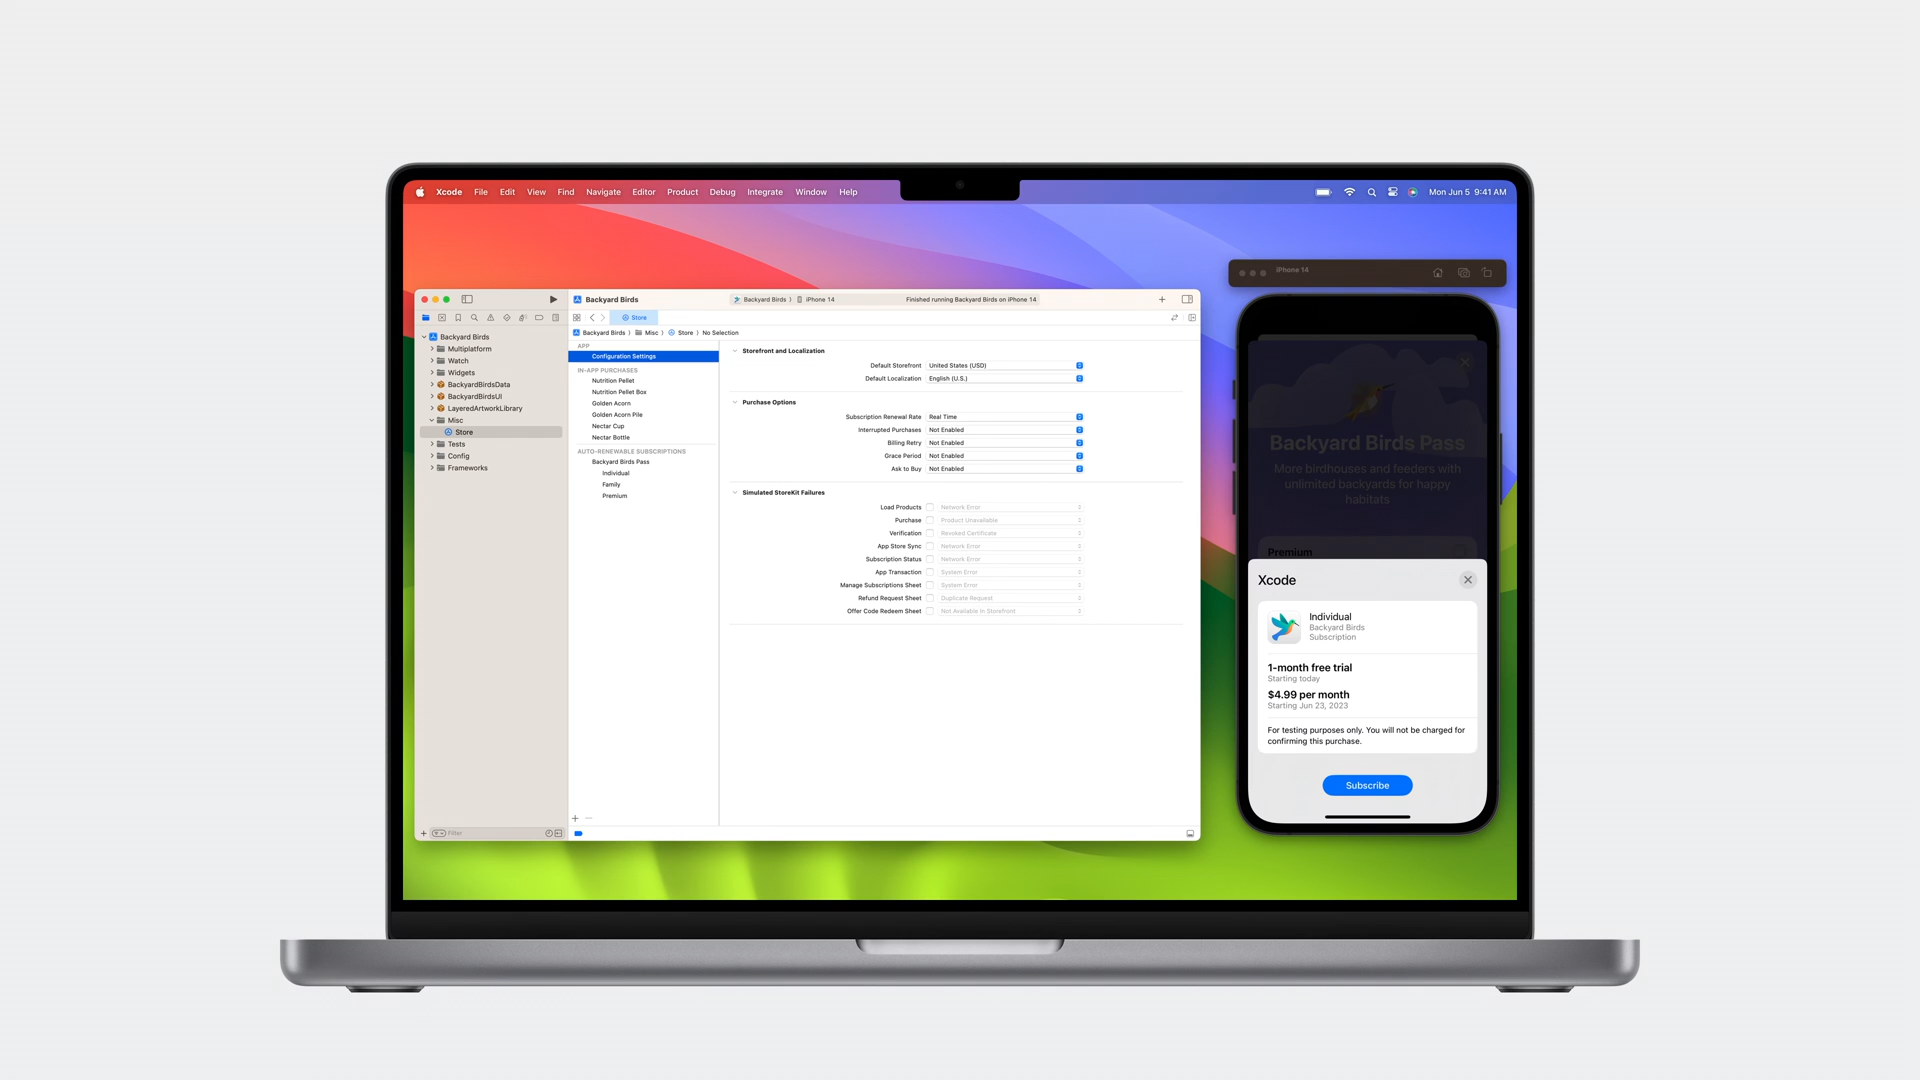 Xcode File Edit View Find Navigate Editor Product Debug Integrate Window Help
Mon Jun 5 9:41 AM
Backyard Birds
Backyard Birds iPhone 14
Finished running Backyard Birds on iPhone 14
Store
Backyard Birds Misc Store No Selection
Backyard Birds
Multiplatform
Watch
Widgets
BackyardBirdsData
BackyardBirdsUI
LayeredArtworkLibrary
Misc
Store
Tests
Config
Frameworks
Filter
APP
Configuration Settings
IN-APP PURCHASES
Nutrition Pellet
Nutrition Pellet Box
Golden Acorn
Golden Acorn Pile
Nectar Cup
Nectar Bottle
AUTO-RENEWABLE SUBSCRIPTIONS
Backyard Birds Pass
Individual
Family
Premium
Storefront and Localization
Default Storefront United States (USD)
Default Localization English (U.S.)
Purchase Options
Subscription Renewal Rate Real Time
Interrupted Purchases Not Enabled
Billing Retry Not Enabled
Grace Period Not Enabled
Ask to Buy Not Enabled
Simulated StoreKit Failures
Load Products Network Error
Purchase Product Unavailable
Verification Revoked Certificate
App Store Sync Network Error
Subscription Status Network Error
App Transaction System Error
Manage Subscriptions Sheet System Error
Refund Request Sheet Duplicate Request
Offer Code Redeem Sheet Not Available In Storefront
iPhone 14
Backyard Birds Pass
More birdhouses and feeders with
unlimited backyards for happy
habitats
Premium
Xcode
Individual
Backyard Birds
Subscription
1-month free trial
Starting today
$4.99 per month
Starting Jun 23, 2023
For testing purposes only. You will not be charged for
confirming this purchase.
Subscribe